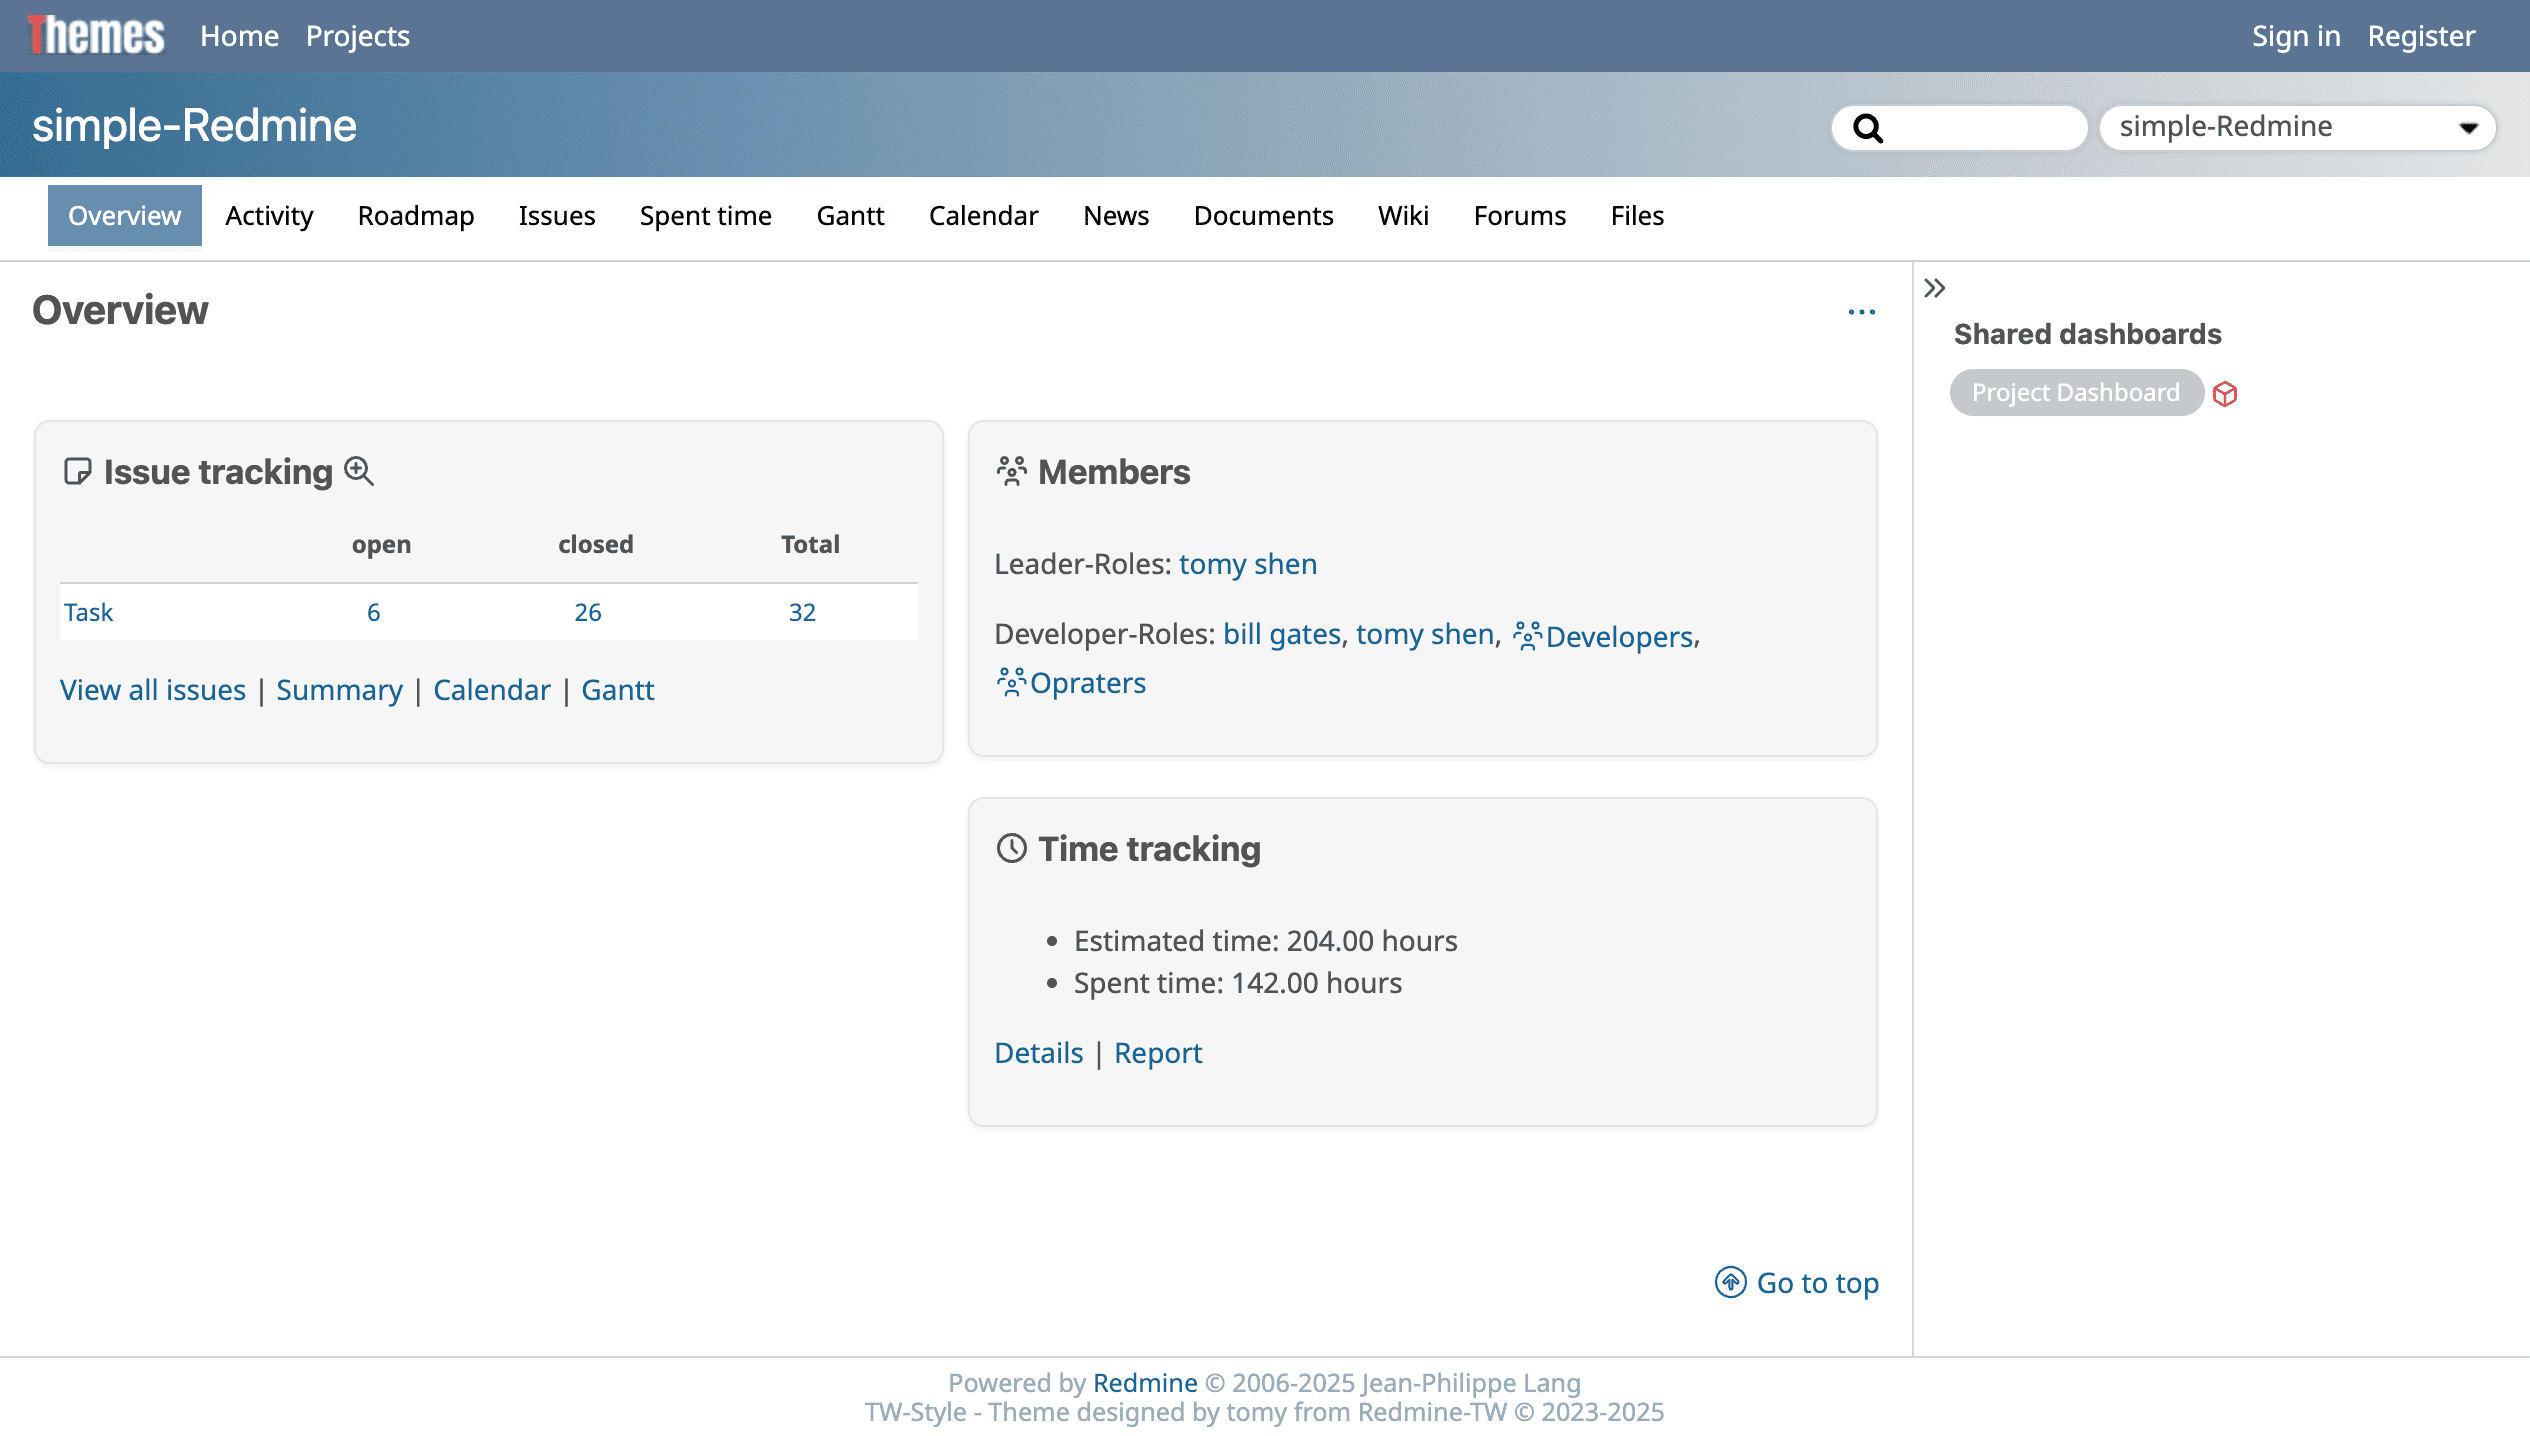 Themes Home Projects Sign in Register
simple-Redmine simple-Redmine
Overview Activity Roadmap Issues Spent time Gantt Calendar News Documents Wiki Forums Files
Overview
...
Issue tracking
open closed Total
Task 6 26 32
View all issues | Summary | Calendar | Gantt
Members
Leader-Roles: tomy shen
Developer-Roles: bill gates, tomy shen, Developers,
Opraters
Time tracking
• Estimated time: 204.00 hours
• Spent time: 142.00 hours
Details | Report
Go to top
»
Shared dashboards
Project Dashboard
Powered by Redmine © 2006-2025 Jean-Philippe Lang
TW-Style - Theme designed by tomy from Redmine-TW © 2023-2025